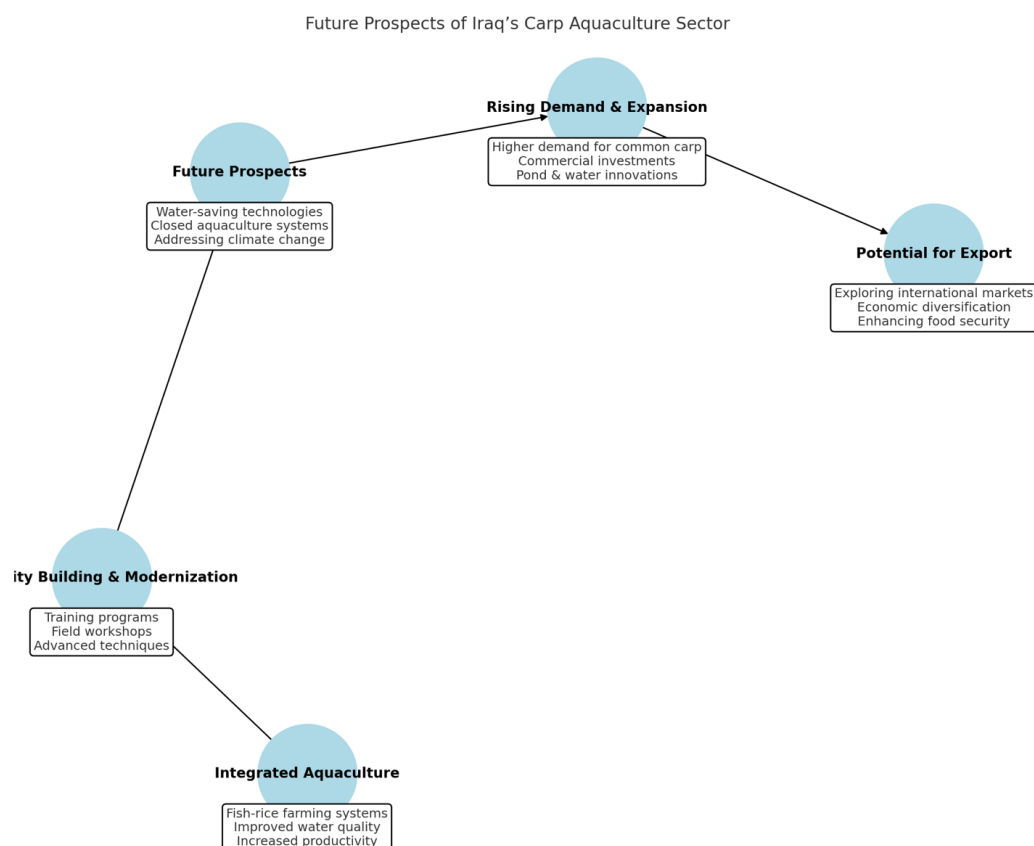 Future Prospects of Iraq’s Carp Aquaculture Sector
Rising Demand & Expansion
Higher demand for common carp
Commercial investments
Pond & water innovations
Future Prospects
Water-saving technologies
Closed aquaculture systems
Addressing climate change
Potential for Export
Exploring international markets
Economic diversification
Enhancing food security
ity Building & Modernization
Training programs
Field workshops
Advanced techniques
Integrated Aquaculture
Fish-rice farming systems
Improved water quality
Increased productivity